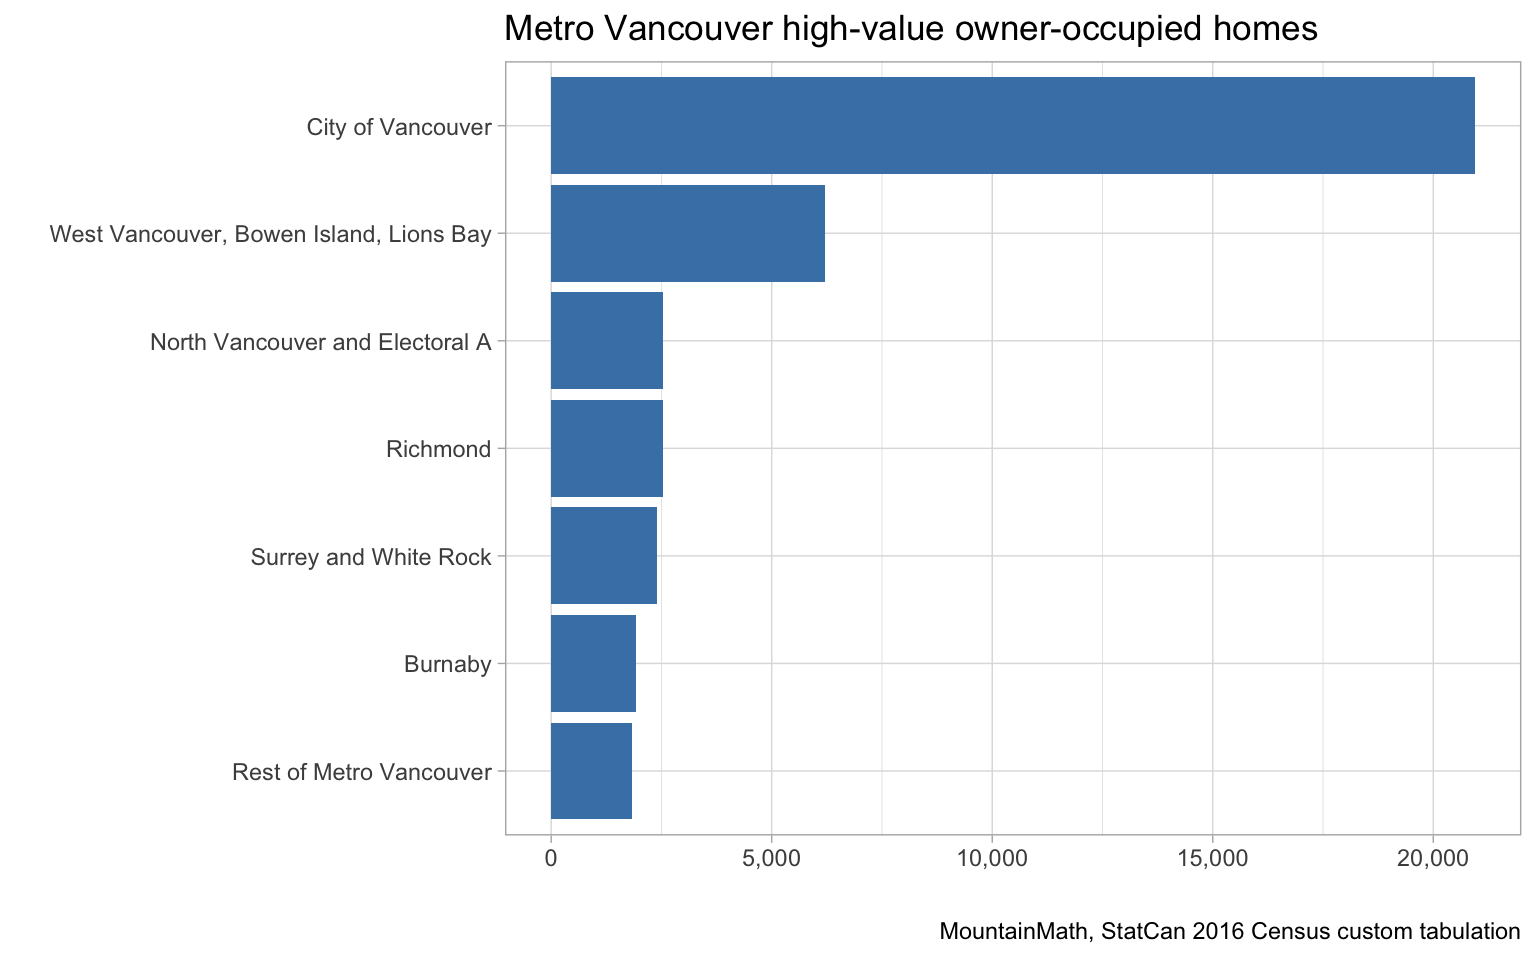 Metro Vancouver high-value owner-occupied homes
City of Vancouver
West Vancouver, Bowen Island, Lions Bay
North Vancouver and Electoral A
Richmond
Surrey and White Rock
Burnaby
Rest of Metro Vancouver
0 5,000 10,000 15,000 20,000
MountainMath, StatCan 2016 Census custom tabulation